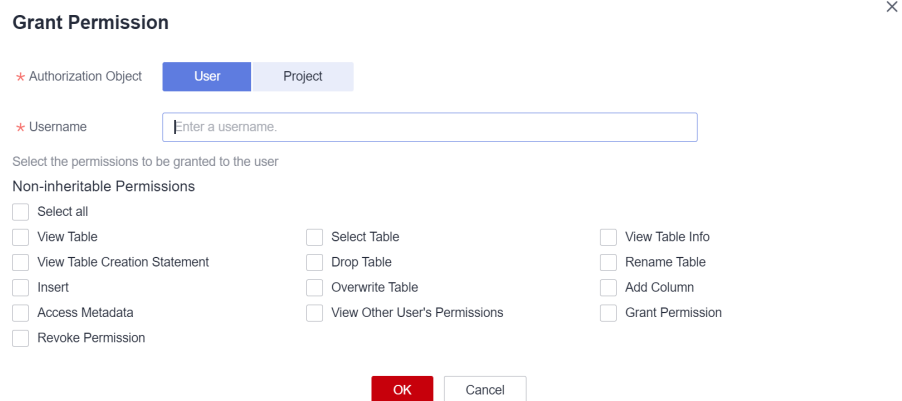 Grant Permission
* Authorization Object User Project
* Username Enter a username.
Select the permissions to be granted to the user
Non-inheritable Permissions
Select all
View Table Select Table View Table Info
View Table Creation Statement Drop Table Rename Table
Insert Overwrite Table Add Column
Access Metadata View Other User's Permissions Grant Permission
Revoke Permission
OK Cancel